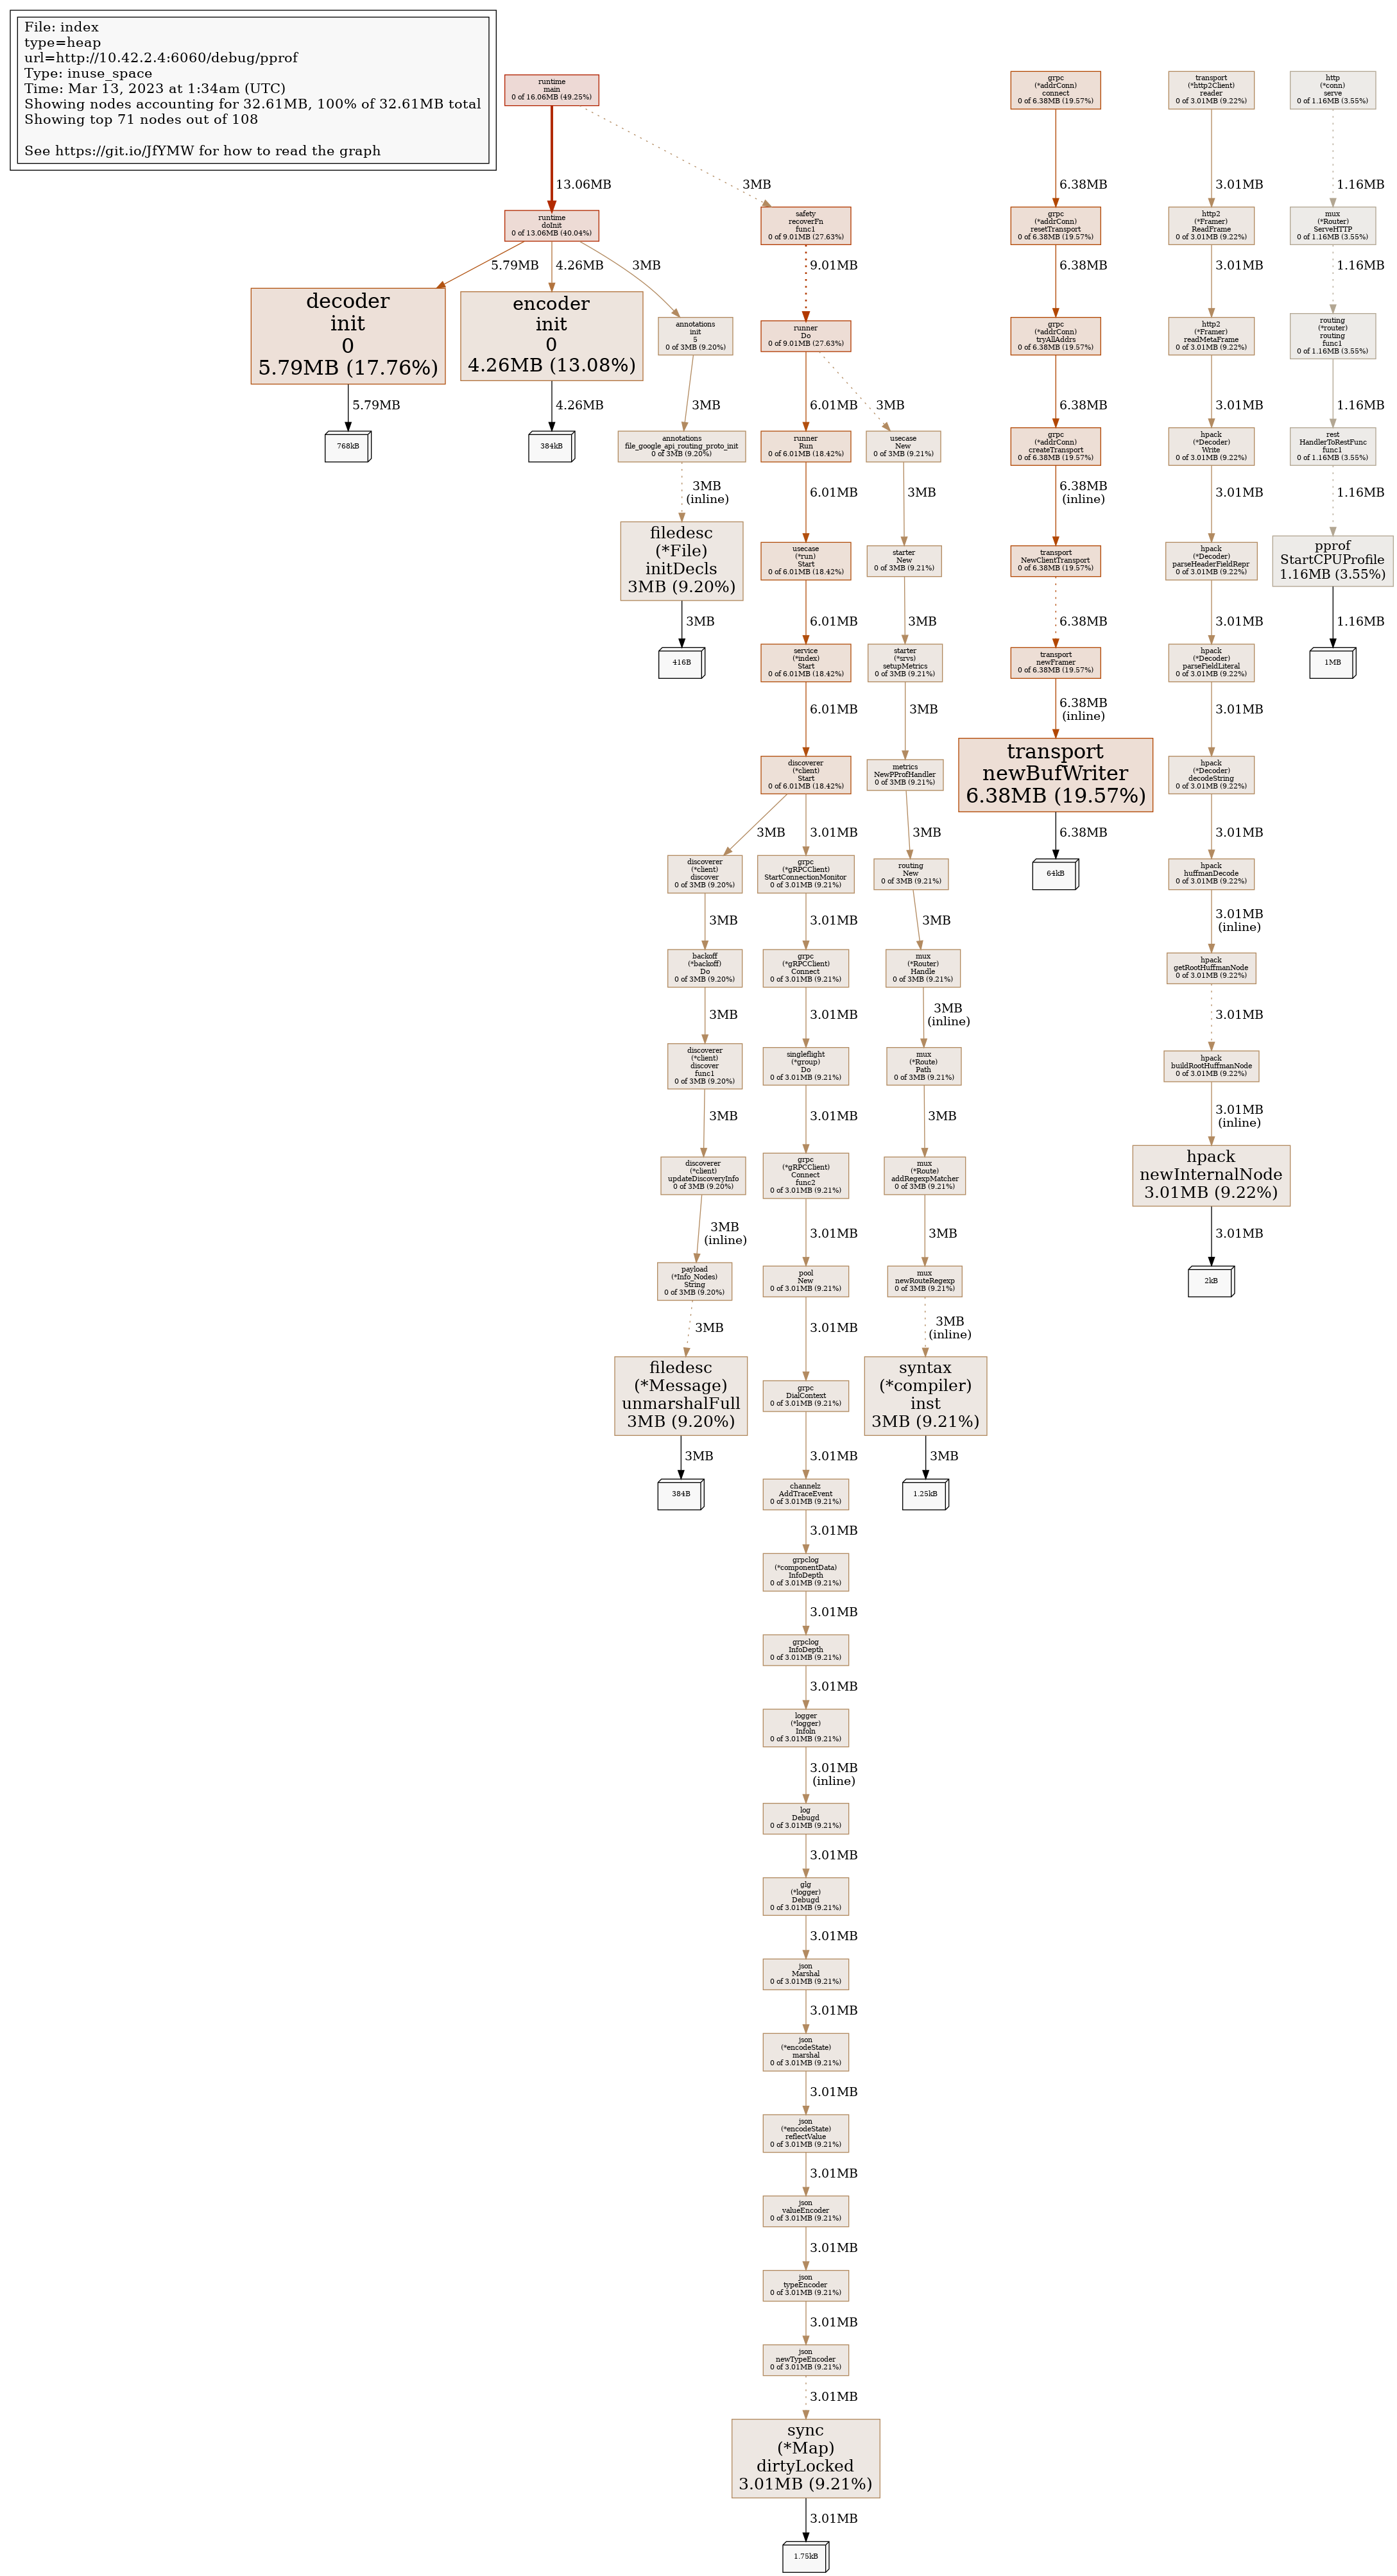 File: index
type=heap
url=http://10.42.2.4:6060/debug/pprof
Type: inuse_space
Time: Mar 13, 2023 at 1:34am (UTC)
Showing nodes accounting for 32.61MB, 100% of 32.61MB total
Showing top 71 nodes out of 108
See https://git.io/JfYMW for how to read the graph
runtime
main
0 of 16.06MB (49.25%)
13.06MB
3MB
runtime
doInit
0 of 13.06MB (40.04%)
5.79MB
4.26MB
3MB
decoder
init
0
5.79MB (17.76%)
5.79MB
768kB
encoder
init
0
4.26MB (13.08%)
4.26MB
384kB
annotations
init
5
0 of 3MB (9.20%)
3MB
annotations
file_google_api_routing_proto_init
0 of 3MB (9.20%)
3MB
(inline)
filedesc
(*File)
initDecls
3MB (9.20%)
3MB
416B
safety
recoverFn
func1
0 of 9.01MB (27.63%)
9.01MB
runner
Do
0 of 9.01MB (27.63%)
6.01MB
3MB
runner
Run
0 of 6.01MB (18.42%)
6.01MB
usecase
(*run)
Start
0 of 6.01MB (18.42%)
6.01MB
service
(*index)
Start
0 of 6.01MB (18.42%)
6.01MB
discoverer
(*client)
Start
0 of 6.01MB (18.42%)
3MB
3.01MB
discoverer
(*client)
discover
0 of 3MB (9.20%)
3MB
backoff
(*backoff)
Do
0 of 3MB (9.20%)
3MB
discoverer
(*client)
discover
func1
0 of 3MB (9.20%)
3MB
discoverer
(*client)
updateDiscoveryInfo
0 of 3MB (9.20%)
3MB
(inline)
payload
(*Info_Nodes)
String
0 of 3MB (9.20%)
3MB
filedesc
(*Message)
unmarshalFull
3MB (9.20%)
3MB
384B
grpc
(*gRPCClient)
StartConnectionMonitor
0 of 3.01MB (9.21%)
3.01MB
grpc
(*gRPCClient)
Connect
0 of 3.01MB (9.21%)
3.01MB
singleflight
(*group)
Do
0 of 3.01MB (9.21%)
3.01MB
grpc
(*gRPCClient)
Connect
func2
0 of 3.01MB (9.21%)
3.01MB
pool
New
0 of 3.01MB (9.21%)
3.01MB
grpc
DialContext
0 of 3.01MB (9.21%)
3.01MB
channelz
AddTraceEvent
0 of 3.01MB (9.21%)
3.01MB
grpclog
(*componentData)
InfoDepth
0 of 3.01MB (9.21%)
3.01MB
grpclog
InfoDepth
0 of 3.01MB (9.21%)
3.01MB
logger
(*logger)
Infoln
0 of 3.01MB (9.21%)
3.01MB
(inline)
log
Debugd
0 of 3.01MB (9.21%)
3.01MB
glg
(*logger)
Debugd
0 of 3.01MB (9.21%)
3.01MB
json
Marshal
0 of 3.01MB (9.21%)
3.01MB
json
(*encodeState)
marshal
0 of 3.01MB (9.21%)
3.01MB
json
(*encodeState)
reflectValue
0 of 3.01MB (9.21%)
3.01MB
json
valueEncoder
0 of 3.01MB (9.21%)
3.01MB
json
typeEncoder
0 of 3.01MB (9.21%)
3.01MB
json
newTypeEncoder
0 of 3.01MB (9.21%)
3.01MB
sync
(*Map)
dirtyLocked
3.01MB (9.21%)
3.01MB
1.75kB
usecase
New
0 of 3MB (9.21%)
3MB
starter
New
0 of 3MB (9.21%)
3MB
starter
(*srvs)
setupMetrics
0 of 3MB (9.21%)
3MB
metrics
NewPProfHandler
0 of 3MB (9.21%)
3MB
routing
New
0 of 3MB (9.21%)
3MB
mux
(*Router)
Handle
0 of 3MB (9.21%)
3MB
(inline)
mux
(*Route)
Path
0 of 3MB (9.21%)
3MB
mux
(*Route)
addRegexpMatcher
0 of 3MB (9.21%)
3MB
mux
newRouteRegexp
0 of 3MB (9.21%)
3MB
(inline)
syntax
(*compiler)
inst
3MB (9.21%)
3MB
1.25kB
grpc
(*addrConn)
connect
0 of 6.38MB (19.57%)
6.38MB
grpc
(*addrConn)
resetTransport
0 of 6.38MB (19.57%)
6.38MB
grpc
(*addrConn)
tryAllAddrs
0 of 6.38MB (19.57%)
6.38MB
grpc
(*addrConn)
createTransport
0 of 6.38MB (19.57%)
6.38MB
(inline)
transport
NewClientTransport
0 of 6.38MB (19.57%)
6.38MB
transport
newFramer
0 of 6.38MB (19.57%)
6.38MB
(inline)
transport
newBufWriter
6.38MB (19.57%)
6.38MB
64kB
transport
(*http2Client)
reader
0 of 3.01MB (9.22%)
3.01MB
http2
(*Framer)
ReadFrame
0 of 3.01MB (9.22%)
3.01MB
http2
(*Framer)
readMetaFrame
0 of 3.01MB (9.22%)
3.01MB
hpack
(*Decoder)
Write
0 of 3.01MB (9.22%)
3.01MB
hpack
(*Decoder)
parseHeaderFieldRepr
0 of 3.01MB (9.22%)
3.01MB
hpack
(*Decoder)
parseFieldLiteral
0 of 3.01MB (9.22%)
3.01MB
hpack
(*Decoder)
decodeString
0 of 3.01MB (9.22%)
3.01MB
hpack
huffmanDecode
0 of 3.01MB (9.22%)
3.01MB
(inline)
hpack
getRootHuffmanNode
0 of 3.01MB (9.22%)
3.01MB
hpack
buildRootHuffmanNode
0 of 3.01MB (9.22%)
3.01MB
(inline)
hpack
newInternalNode
3.01MB (9.22%)
3.01MB
2kB
http
(*conn)
serve
0 of 1.16MB (3.55%)
1.16MB
mux
(*Router)
ServeHTTP
0 of 1.16MB (3.55%)
1.16MB
routing
(*router)
routing
func1
0 of 1.16MB (3.55%)
1.16MB
rest
HandlerToRestFunc
func1
0 of 1.16MB (3.55%)
1.16MB
pprof
StartCPUProfile
1.16MB (3.55%)
1.16MB
1MB